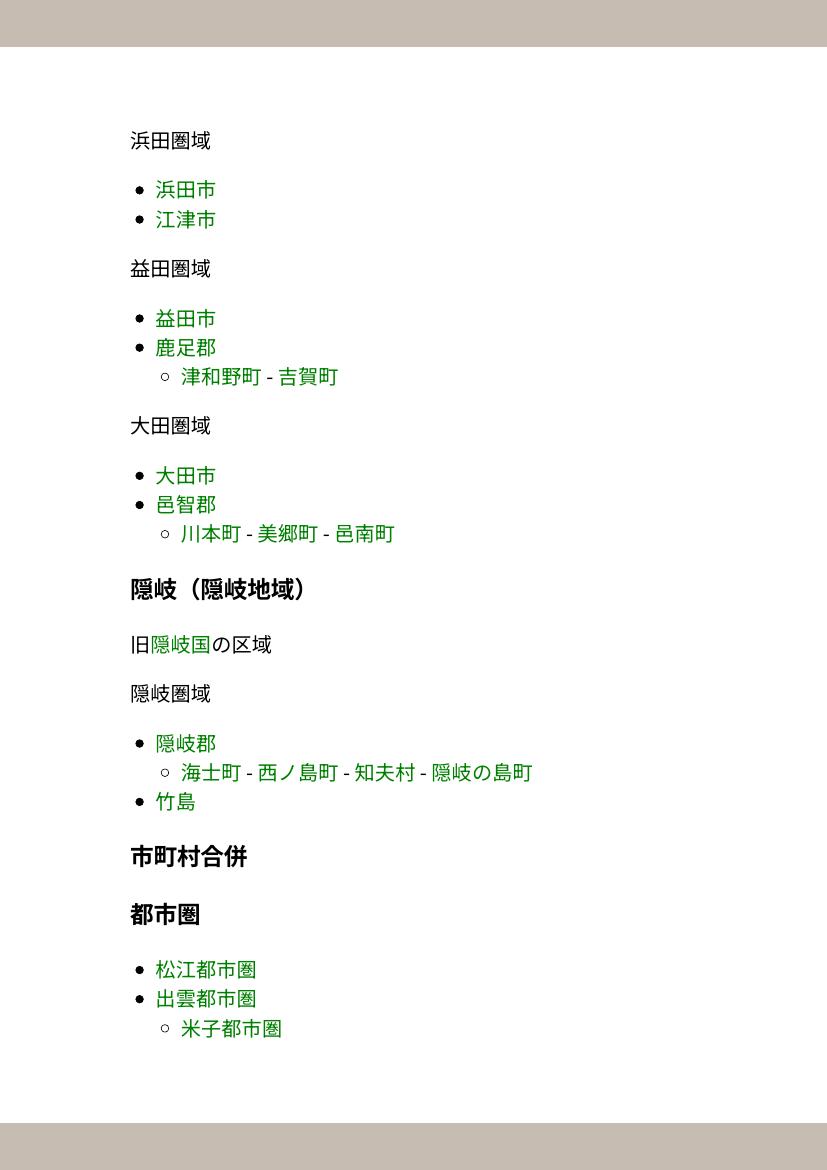 浜田圏域
浜田市
江津市
益田圏域
益田市
鹿足郡
津和野町 - 吉賀町
大田圏域
大田市
邑智郡
川本町 - 美郷町 - 邑南町
隠岐（隠岐地域）
旧隠岐国の区域
隠岐圏域
隠岐郡
海士町 - 西ノ島町 - 知夫村 - 隠岐の島町
竹島
市町村合併
都市圏
松江都市圏
出雲都市圏
米子都市圏